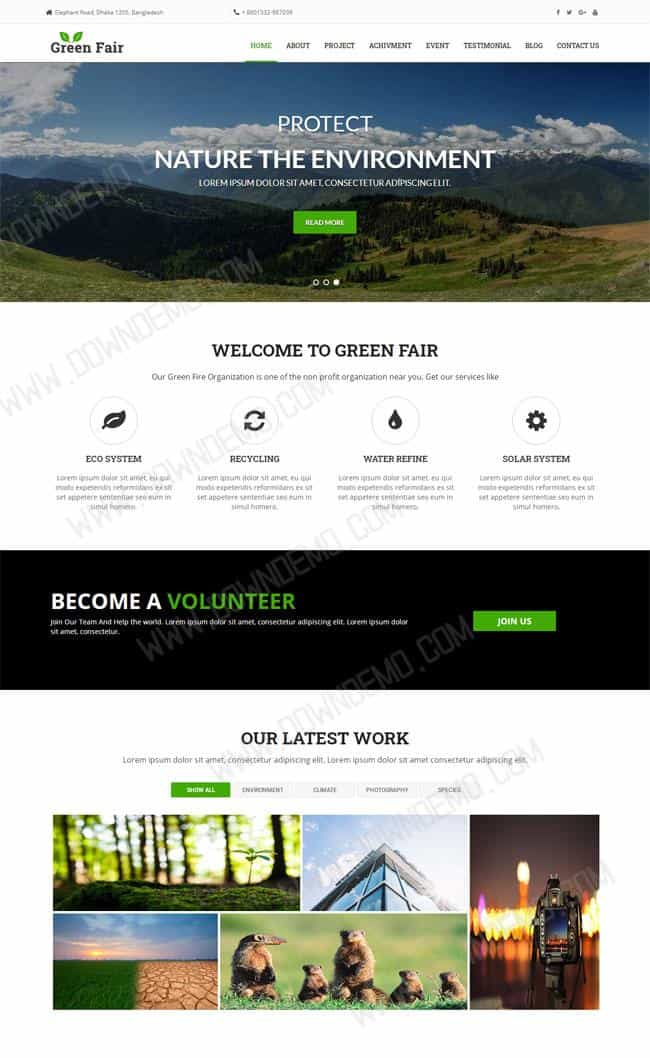 Elephant Road, Dhaka 1205, Bangladesh
+ 8801532-987039
Green Fair
HOME ABOUT PROJECT ACHIVMENT EVENT TESTIMONIAL BLOG CONTACT US
PROTECT
NATURE THE ENVIRONMENT
LOREM IPSUM DOLOR SIT AMET, CONSECTETUR ADIPISCING ELIT.
READ MORE
WELCOME TO GREEN FAIR
Our Green Fire Organization is one of the non profit organization near you, Get our services like
ECO SYSTEM
Lorem ipsum dolor sit amet, eu qui
modo expetendis reformidans ex sit
set appetere sententiae seo eum in
simul homero.
RECYCLING
Lorem ipsum dolor sit amet, eu qui
modo expetendis reformidans ex sit
set appetere sententiae seo eum in
simul homero.
WATER REFINE
Lorem ipsum dolor sit amet, eu qui
modo expetendis reformidans ex sit
set appetere sententiae seo eum in
simul homero.
SOLAR SYSTEM
Lorem ipsum dolor sit amet, eu qui
modo expetendis reformidans ex sit
set appetere sententiae seo eum in
simul homero.
BECOME A VOLUNTEER
Join Our Team And Help the world. Lorem ipsum dolor sit amet, consectetur adipiscing elit. Lorem ipsum dolor
sit amet, consectetur.
JOIN US
OUR LATEST WORK
Lorem ipsum dolor sit amet, consectetur adipiscing elit. Lorem ipsum dolor sit amet, consectetur adipiscing elit.
SHOW ALL ENVIRONMENT CLIMATE PHOTOGRAPHY SPECIES
WWW.DOWNDEMO.COM
WWW.DOWNDEMO.COM
WWW.DOWNDEMO.COM
WWW.DOWNDEMO.COM
WWW.DOWNDEMO.COM
WWW.DOWNDEMO.COM